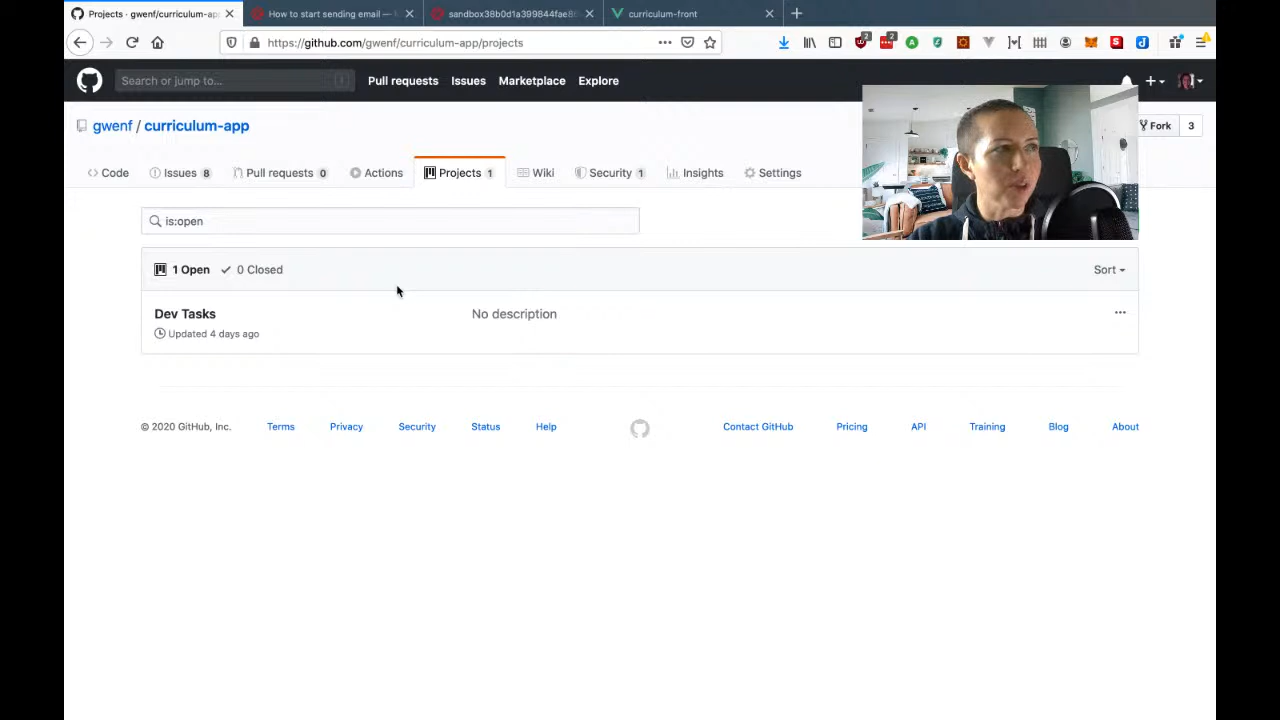 Projects · gwenf/curriculum-ap
How to start sending email —
sandbox38b0d1a399844fae8
curriculum-front
https://github.com/gwenf/curriculum-app/projects
2
2
Search or jump to...
/
Pull requests
Issues
Marketplace
Explore
gwenf / curriculum-app
Fork 3
Code
Issues 8
Pull requests 0
Actions
Projects 1
Wiki
Security 1
Insights
Settings
is:open
1 Open
0 Closed
Sort
Dev Tasks
No description
Updated 4 days ago
© 2020 GitHub, Inc.
Terms
Privacy
Security
Status
Help
Contact GitHub
Pricing
API
Training
Blog
About